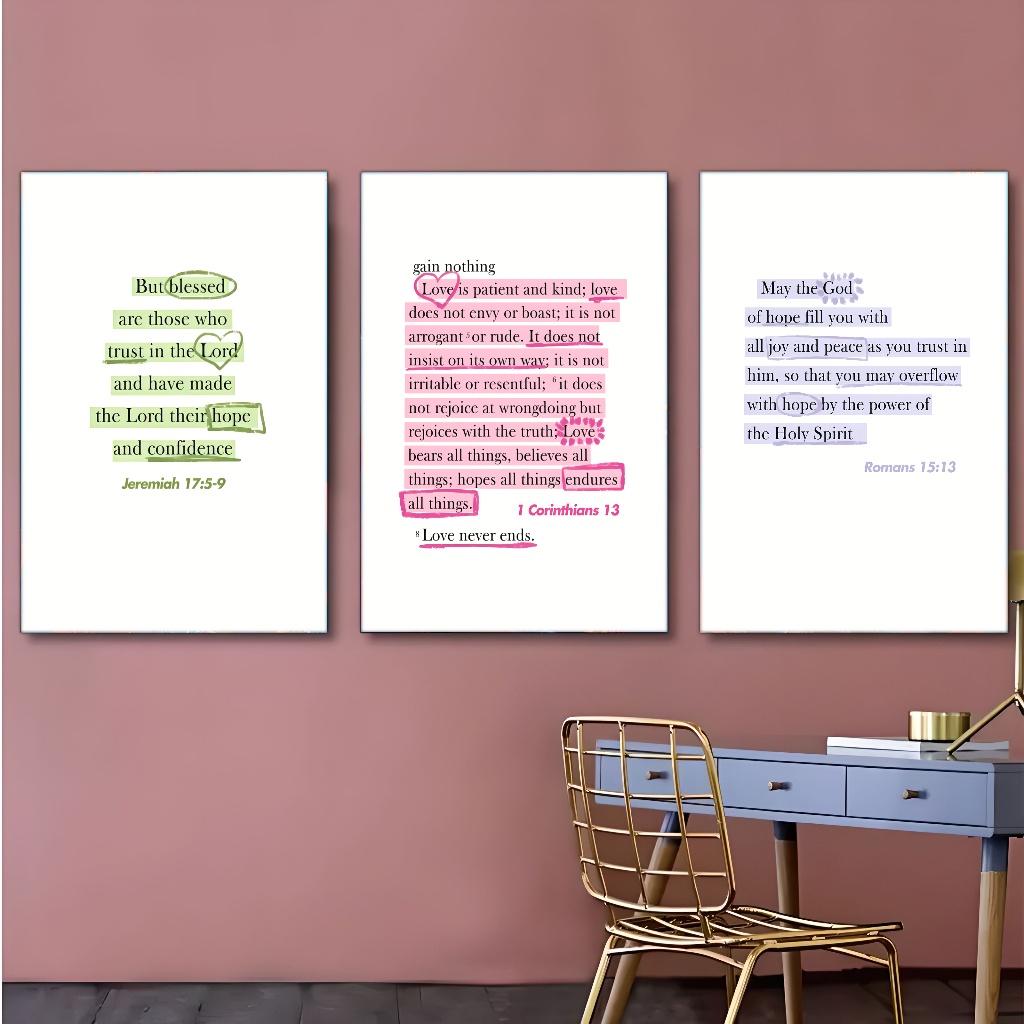 But blessed
are those who
trust in the Lord
and have made
the Lord their hope
and confidence
Jeremiah 17:5-9
gain nothing
Love is patient and kind; love
does not envy or boast; it is not
arrogant 5 or rude. It does not
insist on its own way; it is not
irritable or resentful; 6 it does
not rejoice at wrongdoing but
rejoices with the truth; Love
bears all things, believes all
things; hopes all things endures
all things.
1 Corinthians 13
8 Love never ends.
May the God
of hope fill you with
all joy and peace as you trust in
him, so that you may overflow
with hope by the power of
the Holy Spirit
Romans 15:13